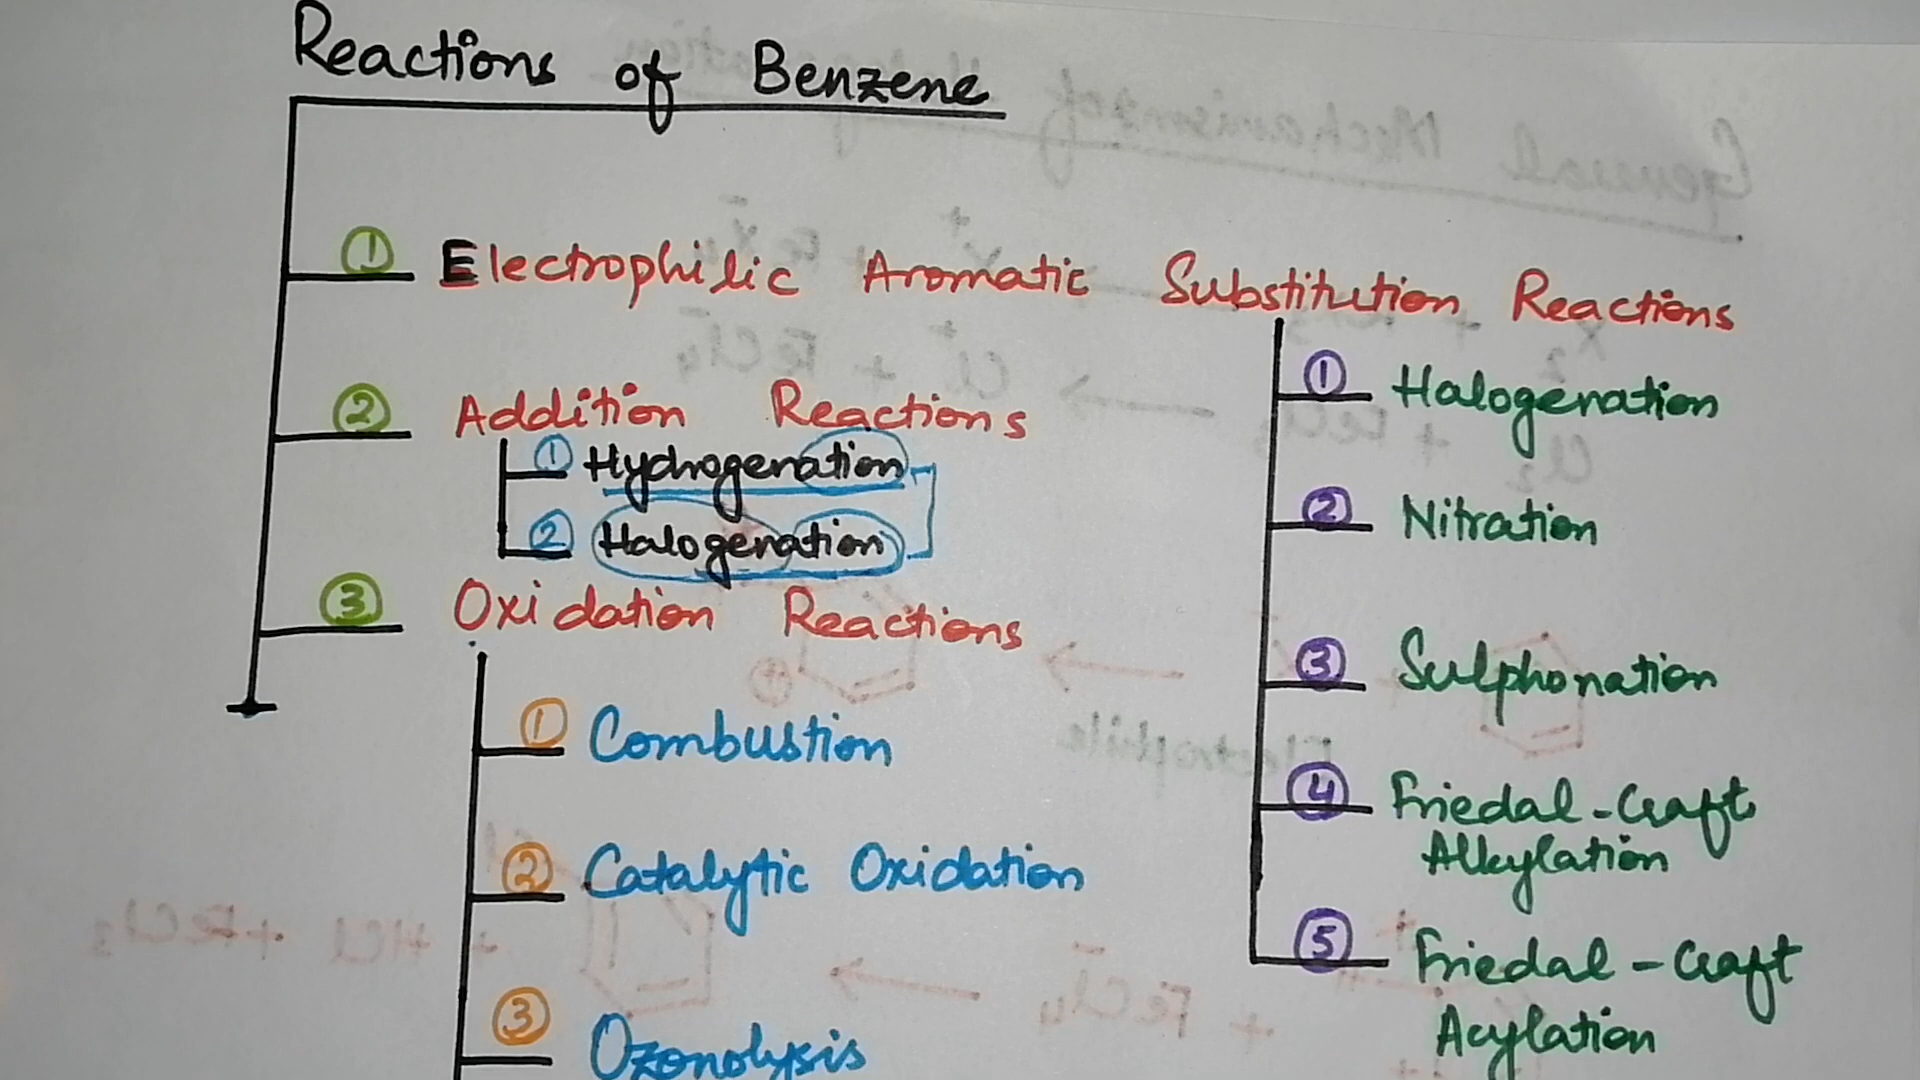 Reactions of Benzene
① Electrophilic Aromatic Substitution Reactions
① Halogenation
② Nitration
③ Sulphonation
④ Friedal-Craft
Alkylation
⑤ Friedal-Craft
Acylation
② Addition Reactions
① Hydrogenation
② Halogenation
③ Oxidation Reactions
① Combustion
② Catalytic Oxidation
③ Ozonolysis